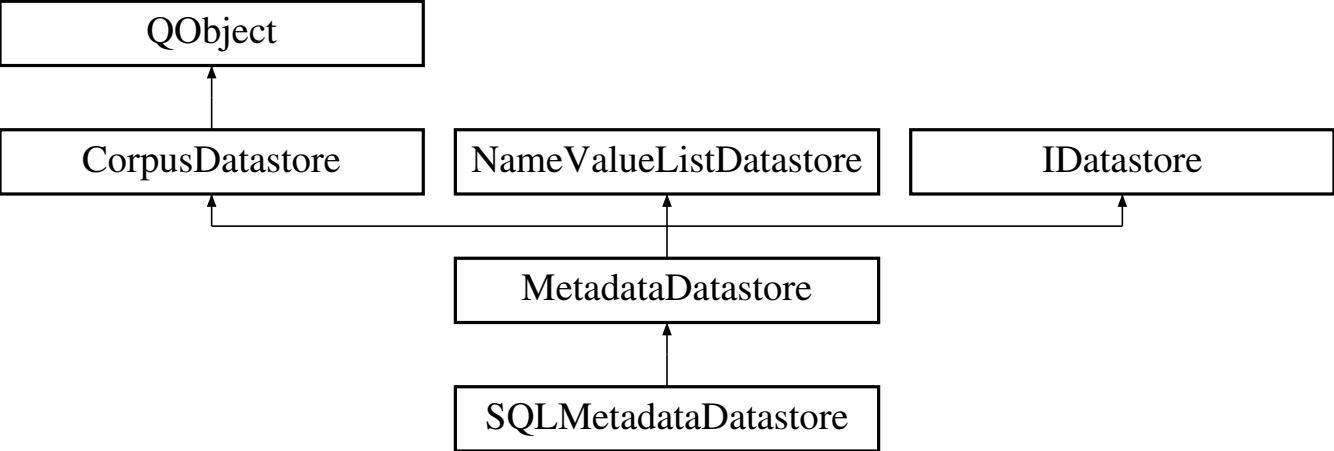 QObject
CorpusDatastore
NameValueListDatastore
IDatastore
MetadataDatastore
SQLMetadataDatastore